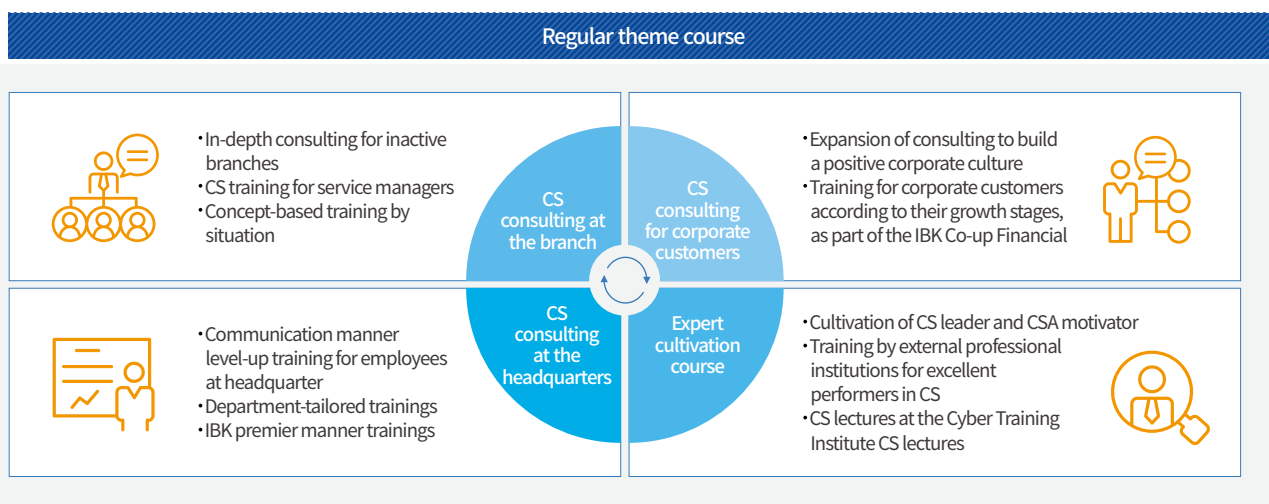 Regular theme course
·In-depth consulting for inactive
branches
·CS training for service managers
·Concept-based training by
situation
CS
consulting at
the branch
CS
consulting
for corporate
customers
·Expansion of consulting to build
a positive corporate culture
·Training for corporate customers
according to their growth stages,
as part of the IBK Co-up Financial
·Communication manner
level-up training for employees
at headquarter
·Department-tailored trainings
·IBK premier manner trainings
CS
consulting
at the
headquarters
Expert
cultivation
course
·Cultivation of CS leader and CSA motivator
·Training by external professional
institutions for excellent
performers in CS
·CS lectures at the Cyber Training
Institute CS lectures